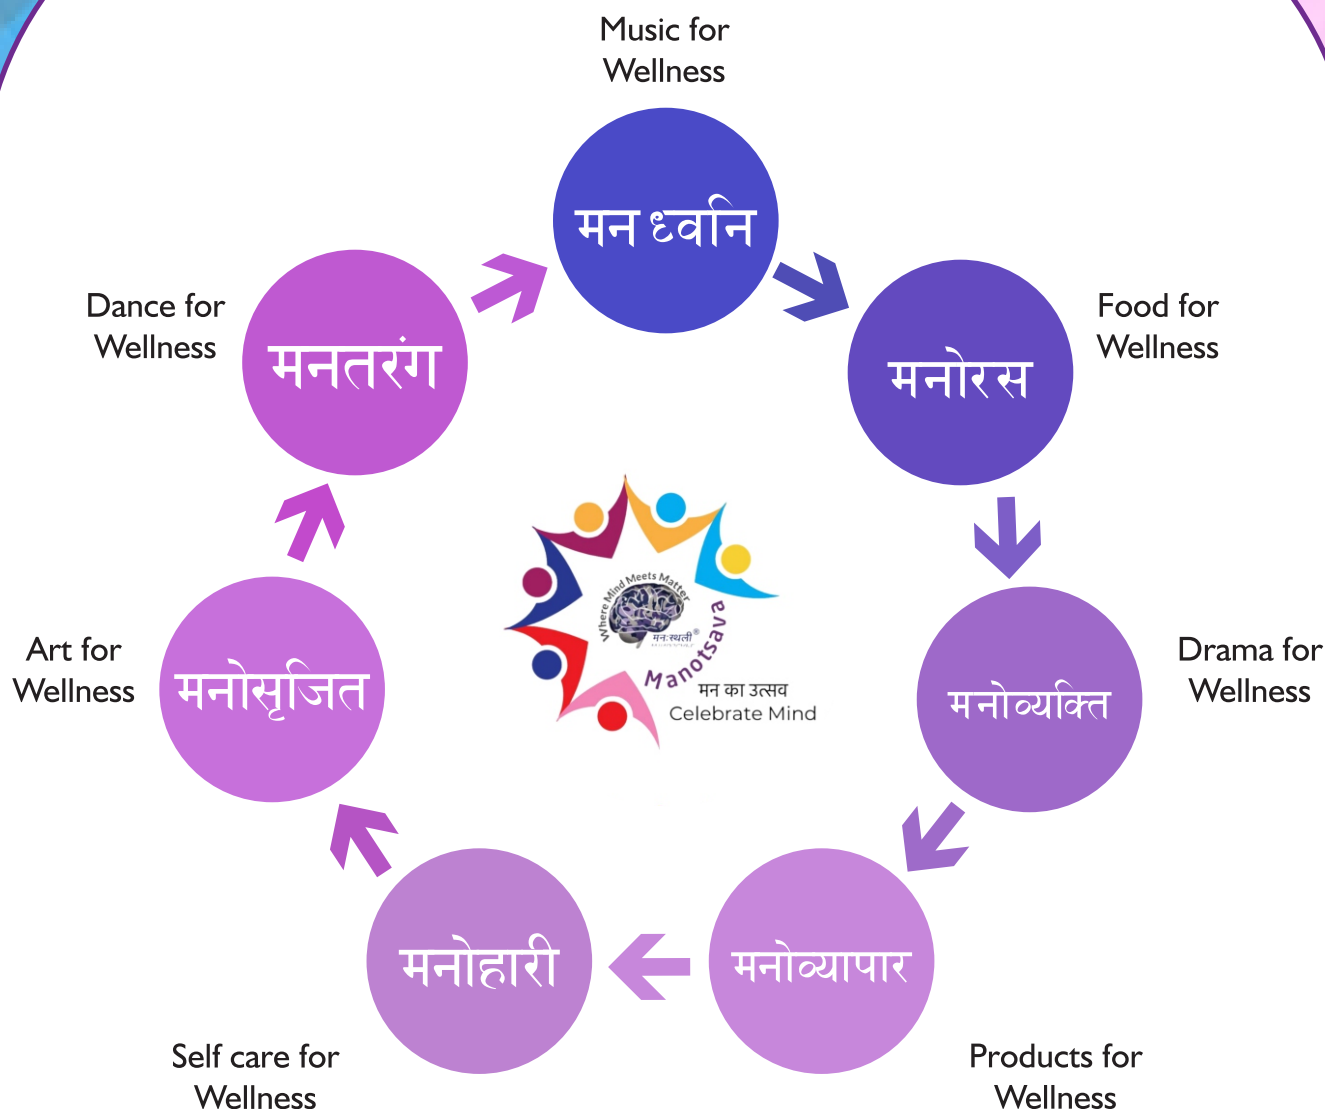 Music for
Wellness
मन ध्वनि
Food for
Wellness
मनोरस
Drama for
Wellness
मनोव्यक्ति
Products for
Wellness
मनोव्यापार
Self care for
Wellness
मनोहारी
Art for
Wellness
मनोसृजित
Dance for
Wellness
मनतरंग
Where Mind Meets Matter
मन:स्थली
Manotsava
मन का उत्सव
Celebrate Mind